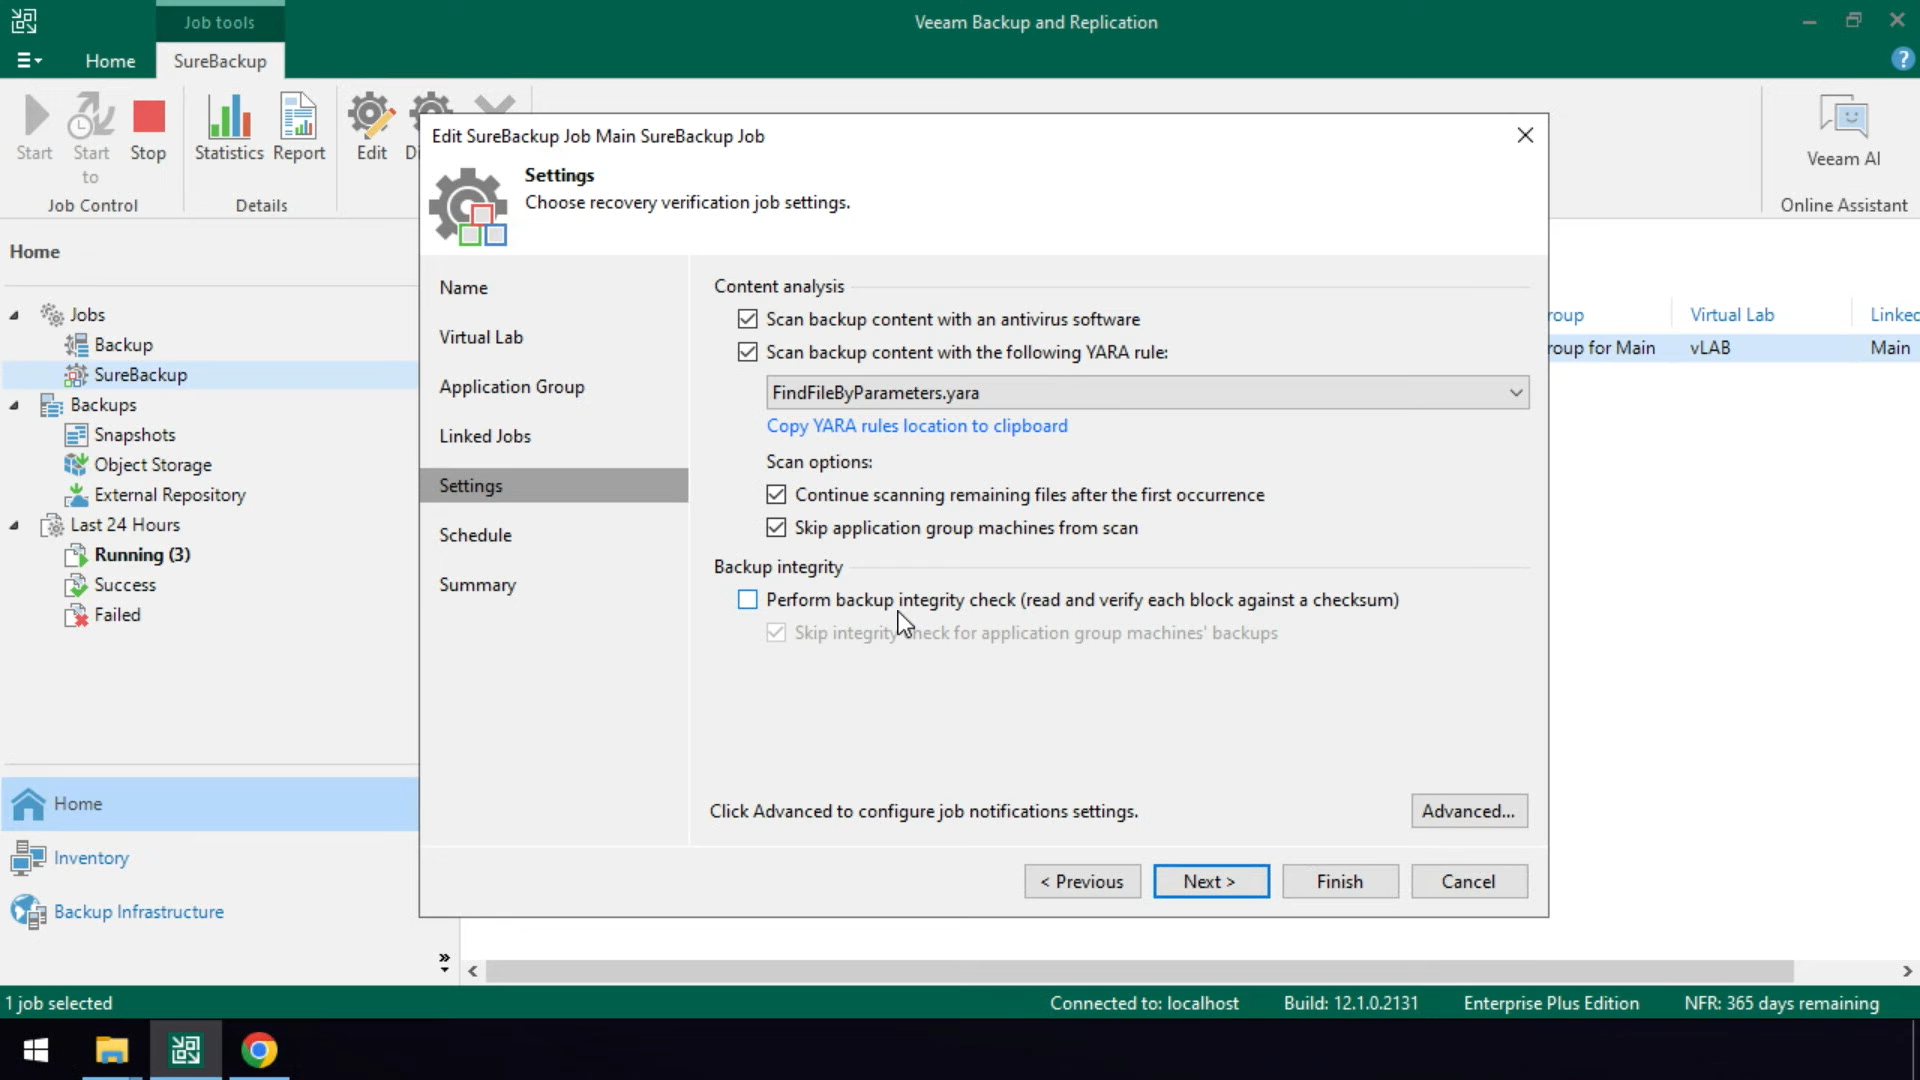 Job tools
Veeam Backup and Replication
Home
SureBackup
Start
Start
to
Stop
Job Control
Statistics
Report
Details
Edit
Veeam AI
Online Assistant
Edit SureBackup Job Main SureBackup Job
Settings
Choose recovery verification job settings.
Home
Jobs
Backup
SureBackup
Backups
Snapshots
Object Storage
External Repository
Last 24 Hours
Running (3)
Success
Failed
Home
Inventory
Backup Infrastructure
Name
Virtual Lab
Application Group
Linked Jobs
Settings
Schedule
Summary
Content analysis
Scan backup content with an antivirus software
Scan backup content with the following YARA rule:
FindFileByParameters.yara
Copy YARA rules location to clipboard
Scan options:
Continue scanning remaining files after the first occurrence
Skip application group machines from scan
Backup integrity
Perform backup integrity check (read and verify each block against a checksum)
Skip integrity check for application group machines' backups
Click Advanced to configure job notifications settings.
Advanced...
< Previous
Next >
Finish
Cancel
Virtual Lab
for Main
vLAB
Main
1 job selected
Connected to: localhost
Build: 12.1.0.2131
Enterprise Plus Edition
NFR: 365 days remaining